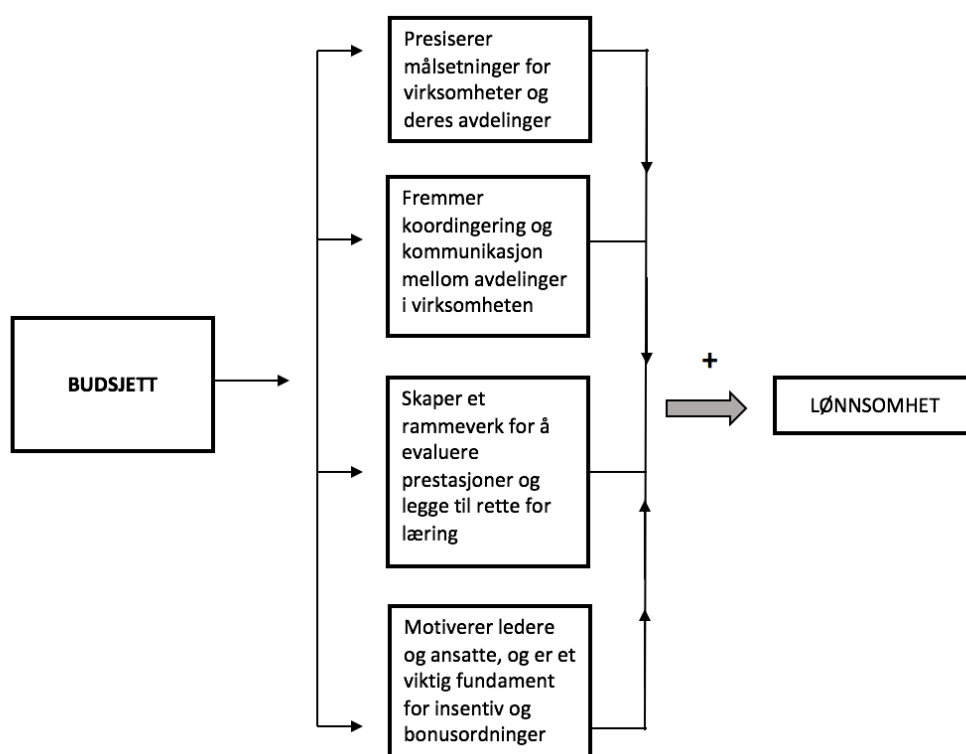 Presiserer
målsetninger for
virksomheter og
deres avdelinger
Fremmer
koordingering og
kommunikasjon
mellom avdelinger
i virksomheten
BUDSJETT
Skaper et
rammeverk for å
evaluere
prestasjoner og
legge til rette for
læring
Motiverer ledere
og ansatte, og er et
viktig fundament
for insentiv og
bonusordninger
+
LØNNSOMHET